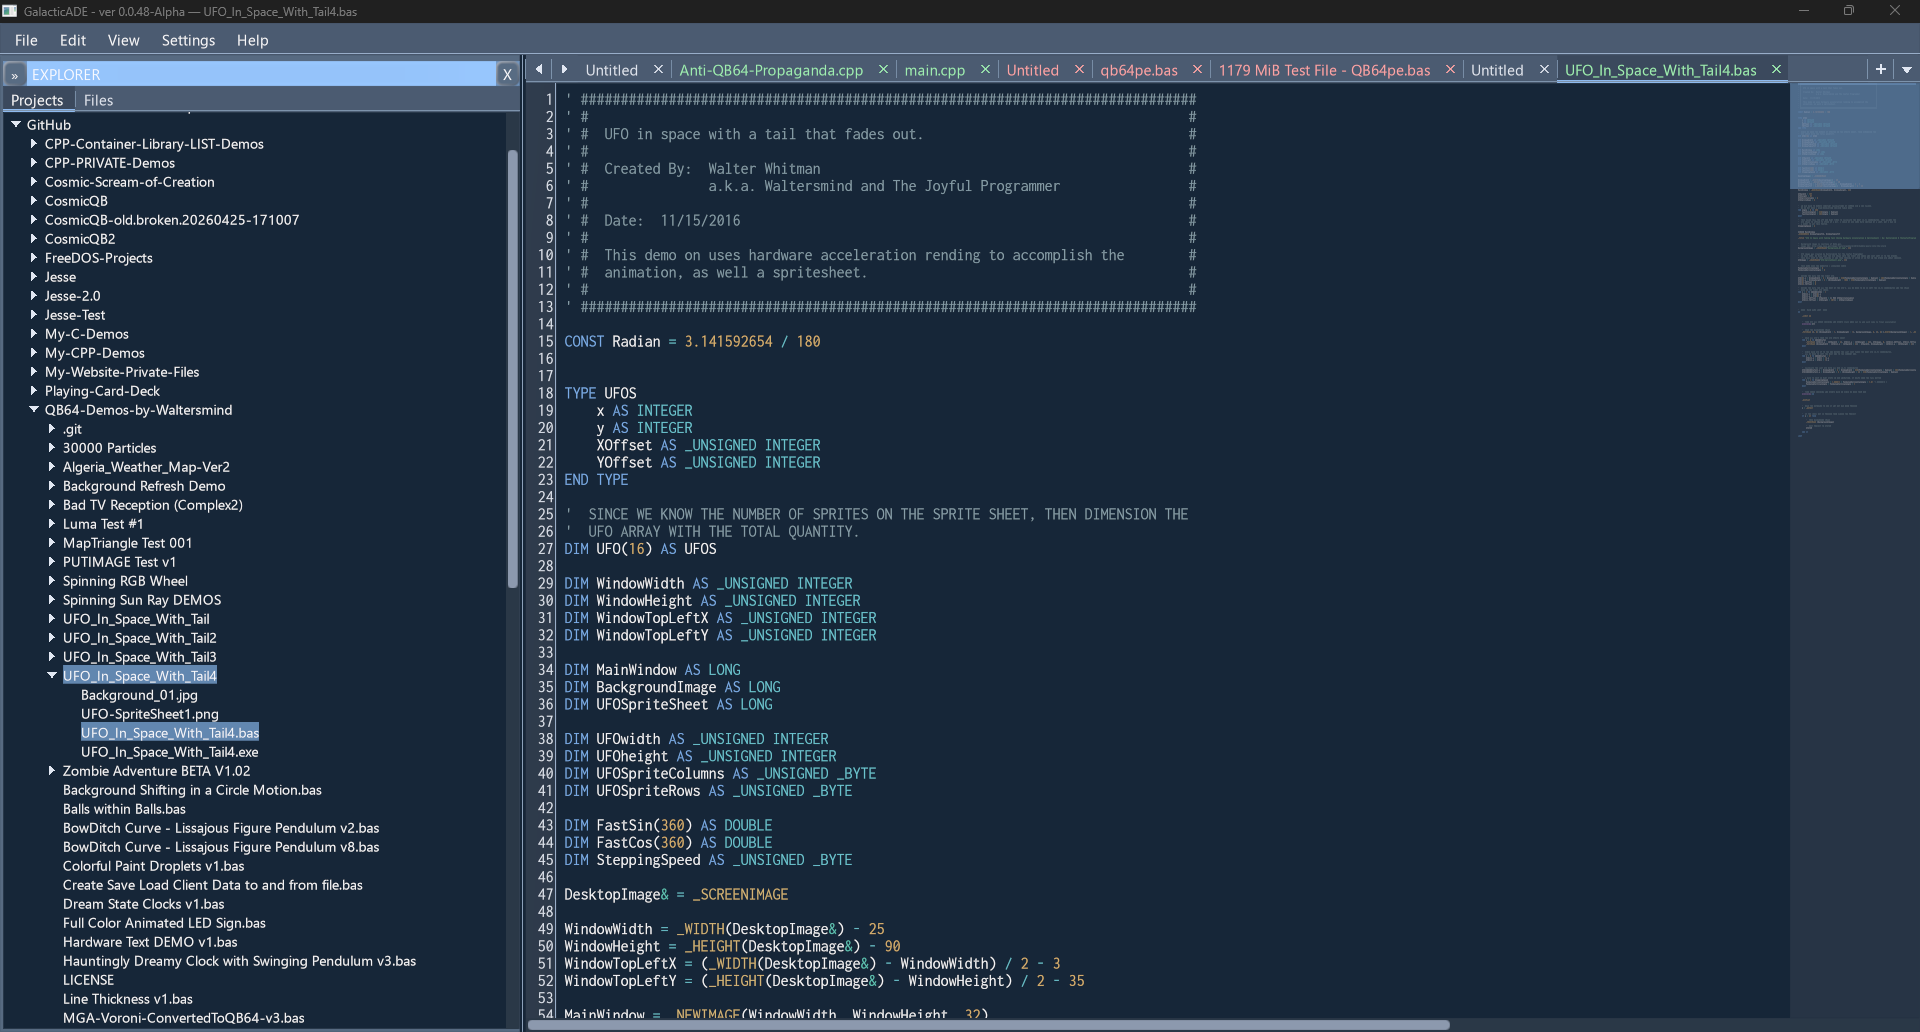 GalacticADE - ver 0.0.48-Alpha — UFO_In_Space_With_Tail4.bas
File Edit View Settings Help
» EXPLORER X
Projects Files
GitHub
CPP-Container-Library-LIST-Demos
CPP-PRIVATE-Demos
Cosmic-Scream-of-Creation
CosmicQB
CosmicQB-old.broken.20260425-171007
CosmicQB2
FreeDOS-Projects
Jesse
Jesse-2.0
Jesse-Test
My-C-Demos
My-CPP-Demos
My-Website-Private-Files
Playing-Card-Deck
QB64-Demos-by-Waltersmind
.git
30000 Particles
Algeria_Weather_Map-Ver2
Background Refresh Demo
Bad TV Reception (Complex2)
Luma Test #1
MapTriangle Test 001
PUTIMAGE Test v1
Spinning RGB Wheel
Spinning Sun Ray DEMOS
UFO_In_Space_With_Tail
UFO_In_Space_With_Tail2
UFO_In_Space_With_Tail3
UFO_In_Space_With_Tail4
Background_01.jpg
UFO-SpriteSheet1.png
UFO_In_Space_With_Tail4.bas
UFO_In_Space_With_Tail4.exe
Zombie Adventure BETA V1.02
Background Shifting in a Circle Motion.bas
Balls within Balls.bas
BowDitch Curve - Lissajous Figure Pendulum v2.bas
BowDitch Curve - Lissajous Figure Pendulum v8.bas
Colorful Paint Droplets v1.bas
Create Save Load Client Data to and from file.bas
Dream State Clocks v1.bas
Full Color Animated LED Sign.bas
Hardware Text DEMO v1.bas
Hauntingly Dreamy Clock with Swinging Pendulum v3.bas
LICENSE
Line Thickness v1.bas
MGA-Voroni-ConvertedToQB64-v3.bas
Untitled × Anti-QB64-Propaganda.cpp × main.cpp × Untitled × qb64pe.bas × 1179 MiB Test File - QB64pe.bas × Untitled × UFO_In_Space_With_Tail4.bas × +
1 ' #############################################################################
2 ' # #
3 ' # UFO in space with a tail that fades out. #
4 ' # #
5 ' # Created By: Walter Whitman #
6 ' # a.k.a. Waltersmind and The Joyful Programmer #
7 ' # #
8 ' # Date: 11/15/2016 #
9 ' # #
10 ' # This demo on uses hardware acceleration rending to accomplish the #
11 ' # animation, as well a spritesheet. #
12 ' # #
13 ' #############################################################################
14
15 CONST Radian = 3.141592654 / 180
16
17
18 TYPE UFOS
19 x AS INTEGER
20 y AS INTEGER
21 XOffset AS _UNSIGNED INTEGER
22 YOffset AS _UNSIGNED INTEGER
23 END TYPE
24
25 ' SINCE WE KNOW THE NUMBER OF SPRITES ON THE SPRITE SHEET, THEN DIMENSION THE
26 ' UFO ARRAY WITH THE TOTAL QUANTITY.
27 DIM UFO(16) AS UFOS
28
29 DIM WindowWidth AS _UNSIGNED INTEGER
30 DIM WindowHeight AS _UNSIGNED INTEGER
31 DIM WindowTopLeftX AS _UNSIGNED INTEGER
32 DIM WindowTopLeftY AS _UNSIGNED INTEGER
33
34 DIM MainWindow AS LONG
35 DIM BackgroundImage AS LONG
36 DIM UFOSpriteSheet AS LONG
37
38 DIM UFOwidth AS _UNSIGNED INTEGER
39 DIM UFOheight AS _UNSIGNED INTEGER
40 DIM UFOSpriteColumns AS _UNSIGNED _BYTE
41 DIM UFOSpriteRows AS _UNSIGNED _BYTE
42
43 DIM FastSin(360) AS DOUBLE
44 DIM FastCos(360) AS DOUBLE
45 DIM SteppingSpeed AS _UNSIGNED _BYTE
46
47 DesktopImage& = _SCREENIMAGE
48
49 WindowWidth = _WIDTH(DesktopImage&) - 25
50 WindowHeight = _HEIGHT(DesktopImage&) - 90
51 WindowTopLeftX = (_WIDTH(DesktopImage&) - WindowWidth) / 2 - 3
52 WindowTopLeftY = (_HEIGHT(DesktopImage&) - WindowHeight) / 2 - 35
53
54 MainWindow = _NEWIMAGE(WindowWidth, WindowHeight, 32)